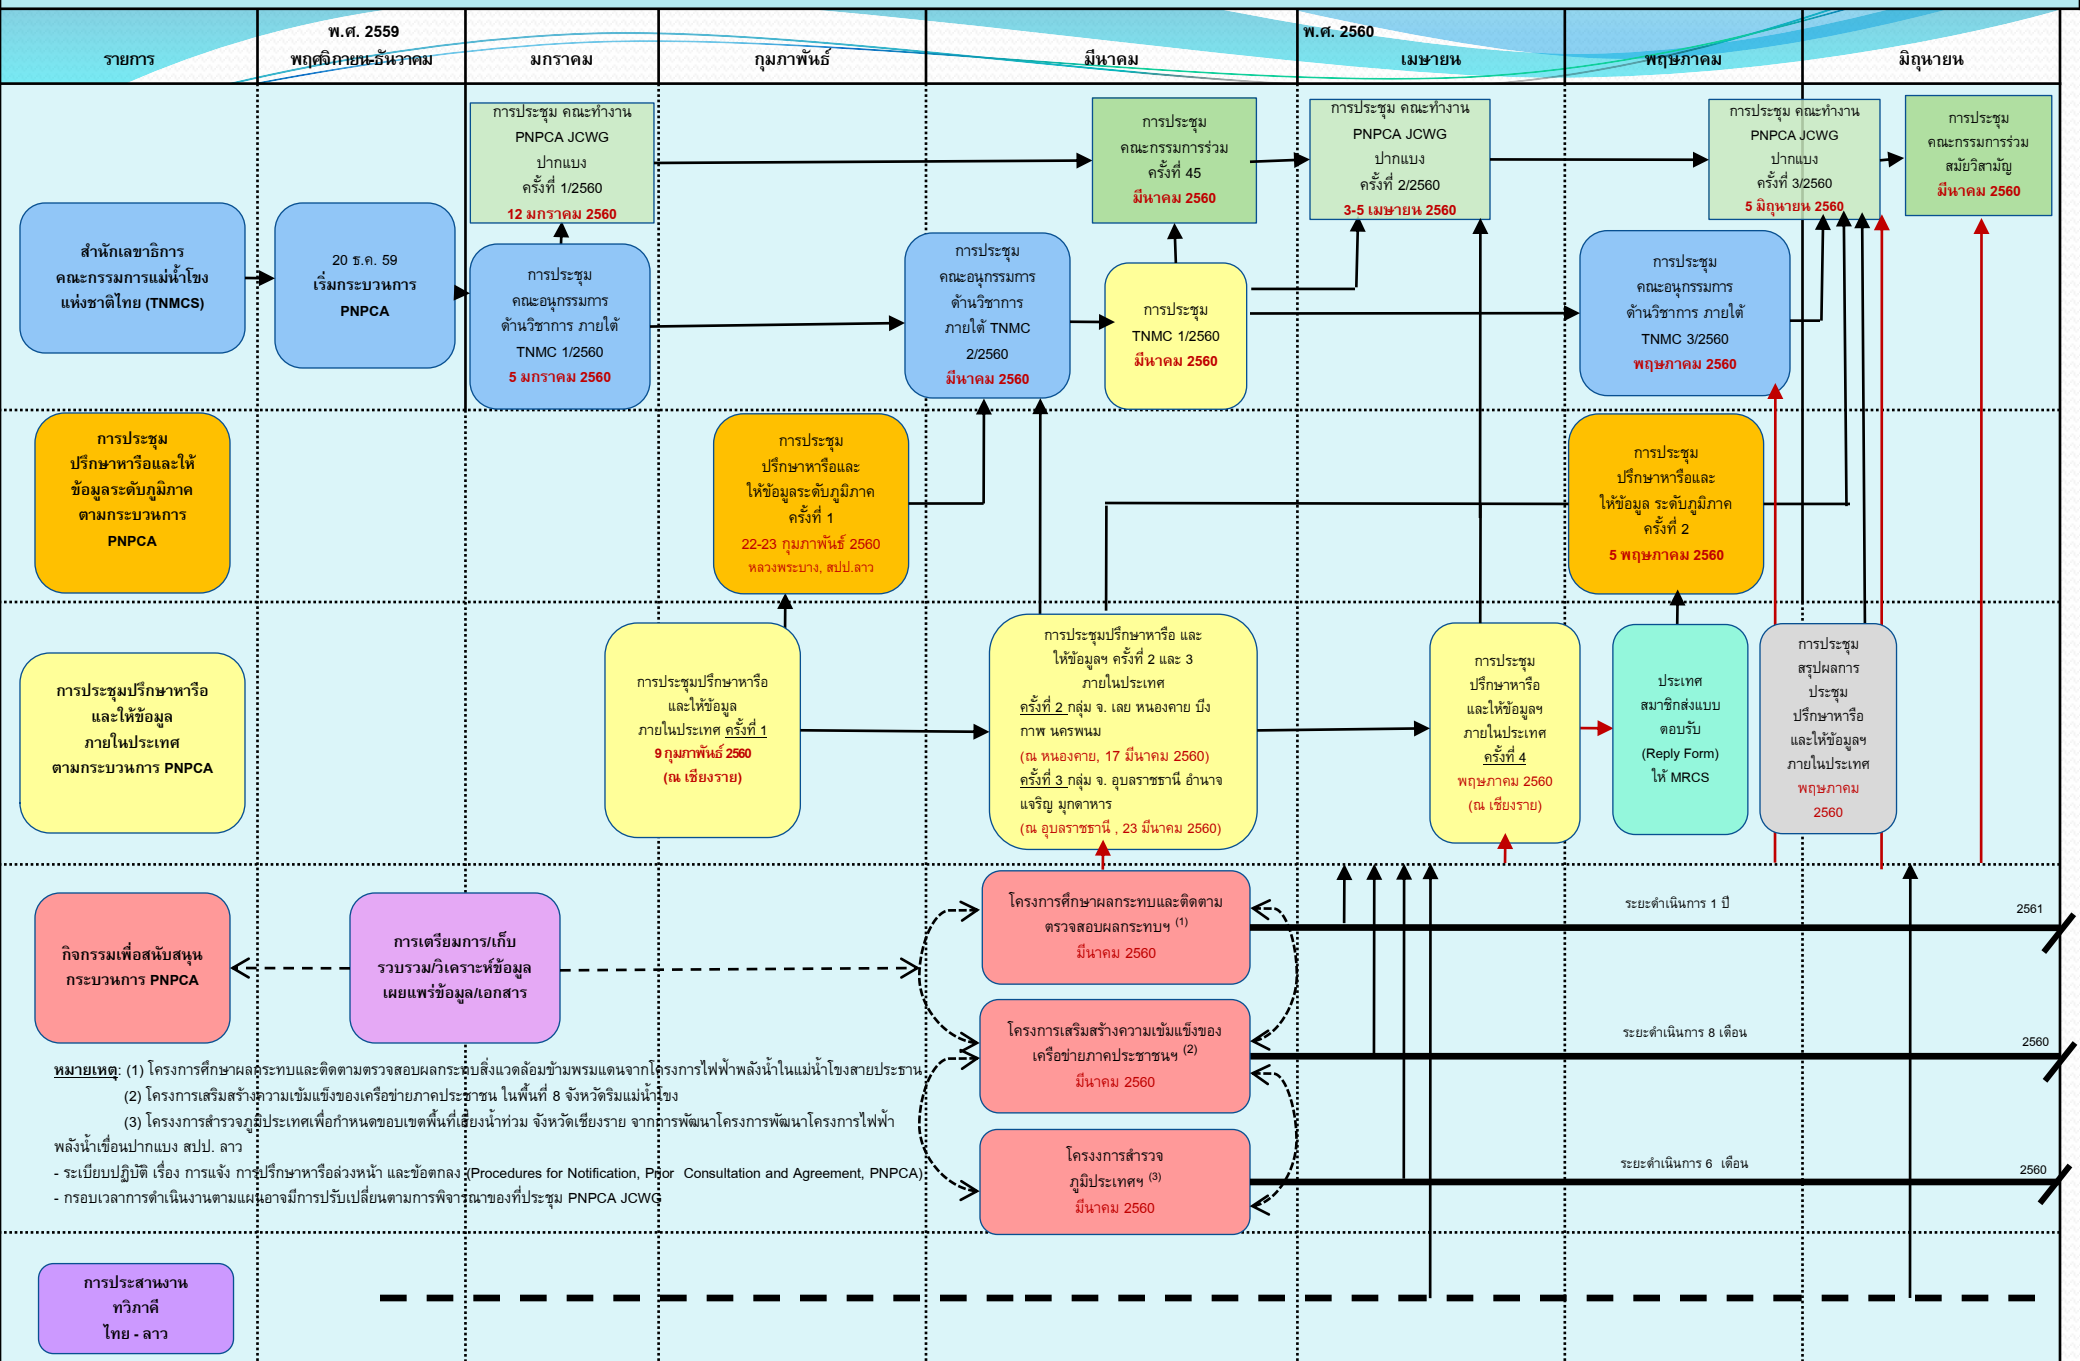 พ.ศ. 2559
พ.ศ. 2560
รายการ
พฤศจิกายน-ธันวาคม
มกราคม
กุมภาพันธ์
มีนาคม
เมษายน
พฤษภาคม
มิถุนายน
สำนักเลขาธิการ
คณะกรรมการแม่น้ำโขง
แห่งชาติไทย (TNMCS)
20 ธ.ค. 59
เริ่มกระบวนการ
PNPCA
การประชุม คณะทำงาน
PNPCA JCWG
ปากแบง
ครั้งที่ 1/2560
12 มกราคม 2560
การประชุม
คณะอนุกรรมการ
ด้านวิชาการ ภายใต้
TNMC 1/2560
5 มกราคม 2560
การประชุม
คณะอนุกรรมการ
ด้านวิชาการ
ภายใต้ TNMC
2/2560
มีนาคม 2560
การประชุม
คณะกรรมการร่วม
ครั้งที่ 45
มีนาคม 2560
การประชุม
TNMC 1/2560
มีนาคม 2560
การประชุม คณะทำงาน
PNPCA JCWG
ปากแบง
ครั้งที่ 2/2560
3-5 เมษายน 2560
การประชุม
คณะอนุกรรมการ
ด้านวิชาการ ภายใต้
TNMC 3/2560
พฤษภาคม 2560
การประชุม คณะทำงาน
PNPCA JCWG
ปากแบง
ครั้งที่ 3/2560
5 มิถุนายน 2560
การประชุม
คณะกรรมการร่วม
สมัยวิสามัญ
มีนาคม 2560
การประชุม
ปรึกษาหารือและให้
ข้อมูลระดับภูมิภาค
ตามกระบวนการ
PNPCA
การประชุม
ปรึกษาหารือและ
ให้ข้อมูลระดับภูมิภาค
ครั้งที่ 1
22-23 กุมภาพันธ์ 2560
หลวงพระบาง, สปป.ลาว
การประชุม
ปรึกษาหารือและ
ให้ข้อมูล ระดับภูมิภาค
ครั้งที่ 2
5 พฤษภาคม 2560
การประชุมปรึกษาหารือ
และให้ข้อมูล
ภายในประเทศ
ตามกระบวนการ PNPCA
การประชุมปรึกษาหารือ
และให้ข้อมูล
ภายในประเทศ ครั้งที่ 1
9 กุมภาพันธ์ 2560
(ณ เชียงราย)
การประชุมปรึกษาหารือ และ
ให้ข้อมูลฯ ครั้งที่ 2 และ 3
ภายในประเทศ
ครั้งที่ 2 กลุ่ม จ. เลย หนองคาย บึง
กาฬ นครพนม
(ณ หนองคาย, 17 มีนาคม 2560)
ครั้งที่ 3 กลุ่ม จ. อุบลราชธานี อำนาจ
เจริญ มุกดาหาร
(ณ อุบลราชธานี , 23 มีนาคม 2560)
การประชุม
ปรึกษาหารือ
และให้ข้อมูลฯ
ภายในประเทศ
ครั้งที่ 4
พฤษภาคม 2560
(ณ เชียงราย)
ประเทศ
สมาชิกส่งแบบ
ตอบรับ
(Reply Form)
ให้ MRCS
การประชุม
สรุปผลการ
ประชุม
ปรึกษาหารือ
และให้ข้อมูลฯ
ภายในประเทศ
พฤษภาคม
2560
กิจกรรมเพื่อสนับสนุน
กระบวนการ PNPCA
การเตรียมการ/เก็บ
รวบรวม/วิเคราะห์ข้อมูล
เผยแพร่ข้อมูล/เอกสาร
โครงการศึกษาผลกระทบและติดตาม
ตรวจสอบผลกระทบฯ (1)
มีนาคม 2560
ระยะดำเนินการ 1 ปี
2561
โครงการเสริมสร้างความเข้มแข็งของ
เครือข่ายภาคประชาชนฯ (2)
มีนาคม 2560
ระยะดำเนินการ 8 เดือน
2560
โครงงการสำรวจ
ภูมิประเทศฯ (3)
มีนาคม 2560
ระยะดำเนินการ 6 เดือน
2560
หมายเหตุ: (1) โครงการศึกษาผลกระทบและติดตามตรวจสอบผลกระทบสิ่งแวดล้อมข้ามพรมแดนจากโครงการไฟฟ้าพลังน้ำในแม่น้ำโขงสายประธาน
(2) โครงการเสริมสร้างความเข้มแข็งของเครือข่ายภาคประชาชน ในพื้นที่ 8 จังหวัดริมแม่น้ำโขง
(3) โครงงการสำรวจภูมิประเทศเพื่อกำหนดขอบเขตพื้นที่เสี่ยงน้ำท่วม จังหวัดเชียงราย จากการพัฒนาโครงการพัฒนาโครงการไฟฟ้า
พลังน้ำเขื่อนปากแบง สปป. ลาว
- ระเบียบปฏิบัติ เรื่อง การแจ้ง การปรึกษาหารือล่วงหน้า และข้อตกลง (Procedures for Notification, Prior Consultation and Agreement, PNPCA)
- กรอบเวลาการดำเนินงานตามแผนอาจมีการปรับเปลี่ยนตามการพิจารณาของที่ประชุม PNPCA JCWG
การประสานงาน
ทวิภาคี
ไทย - ลาว